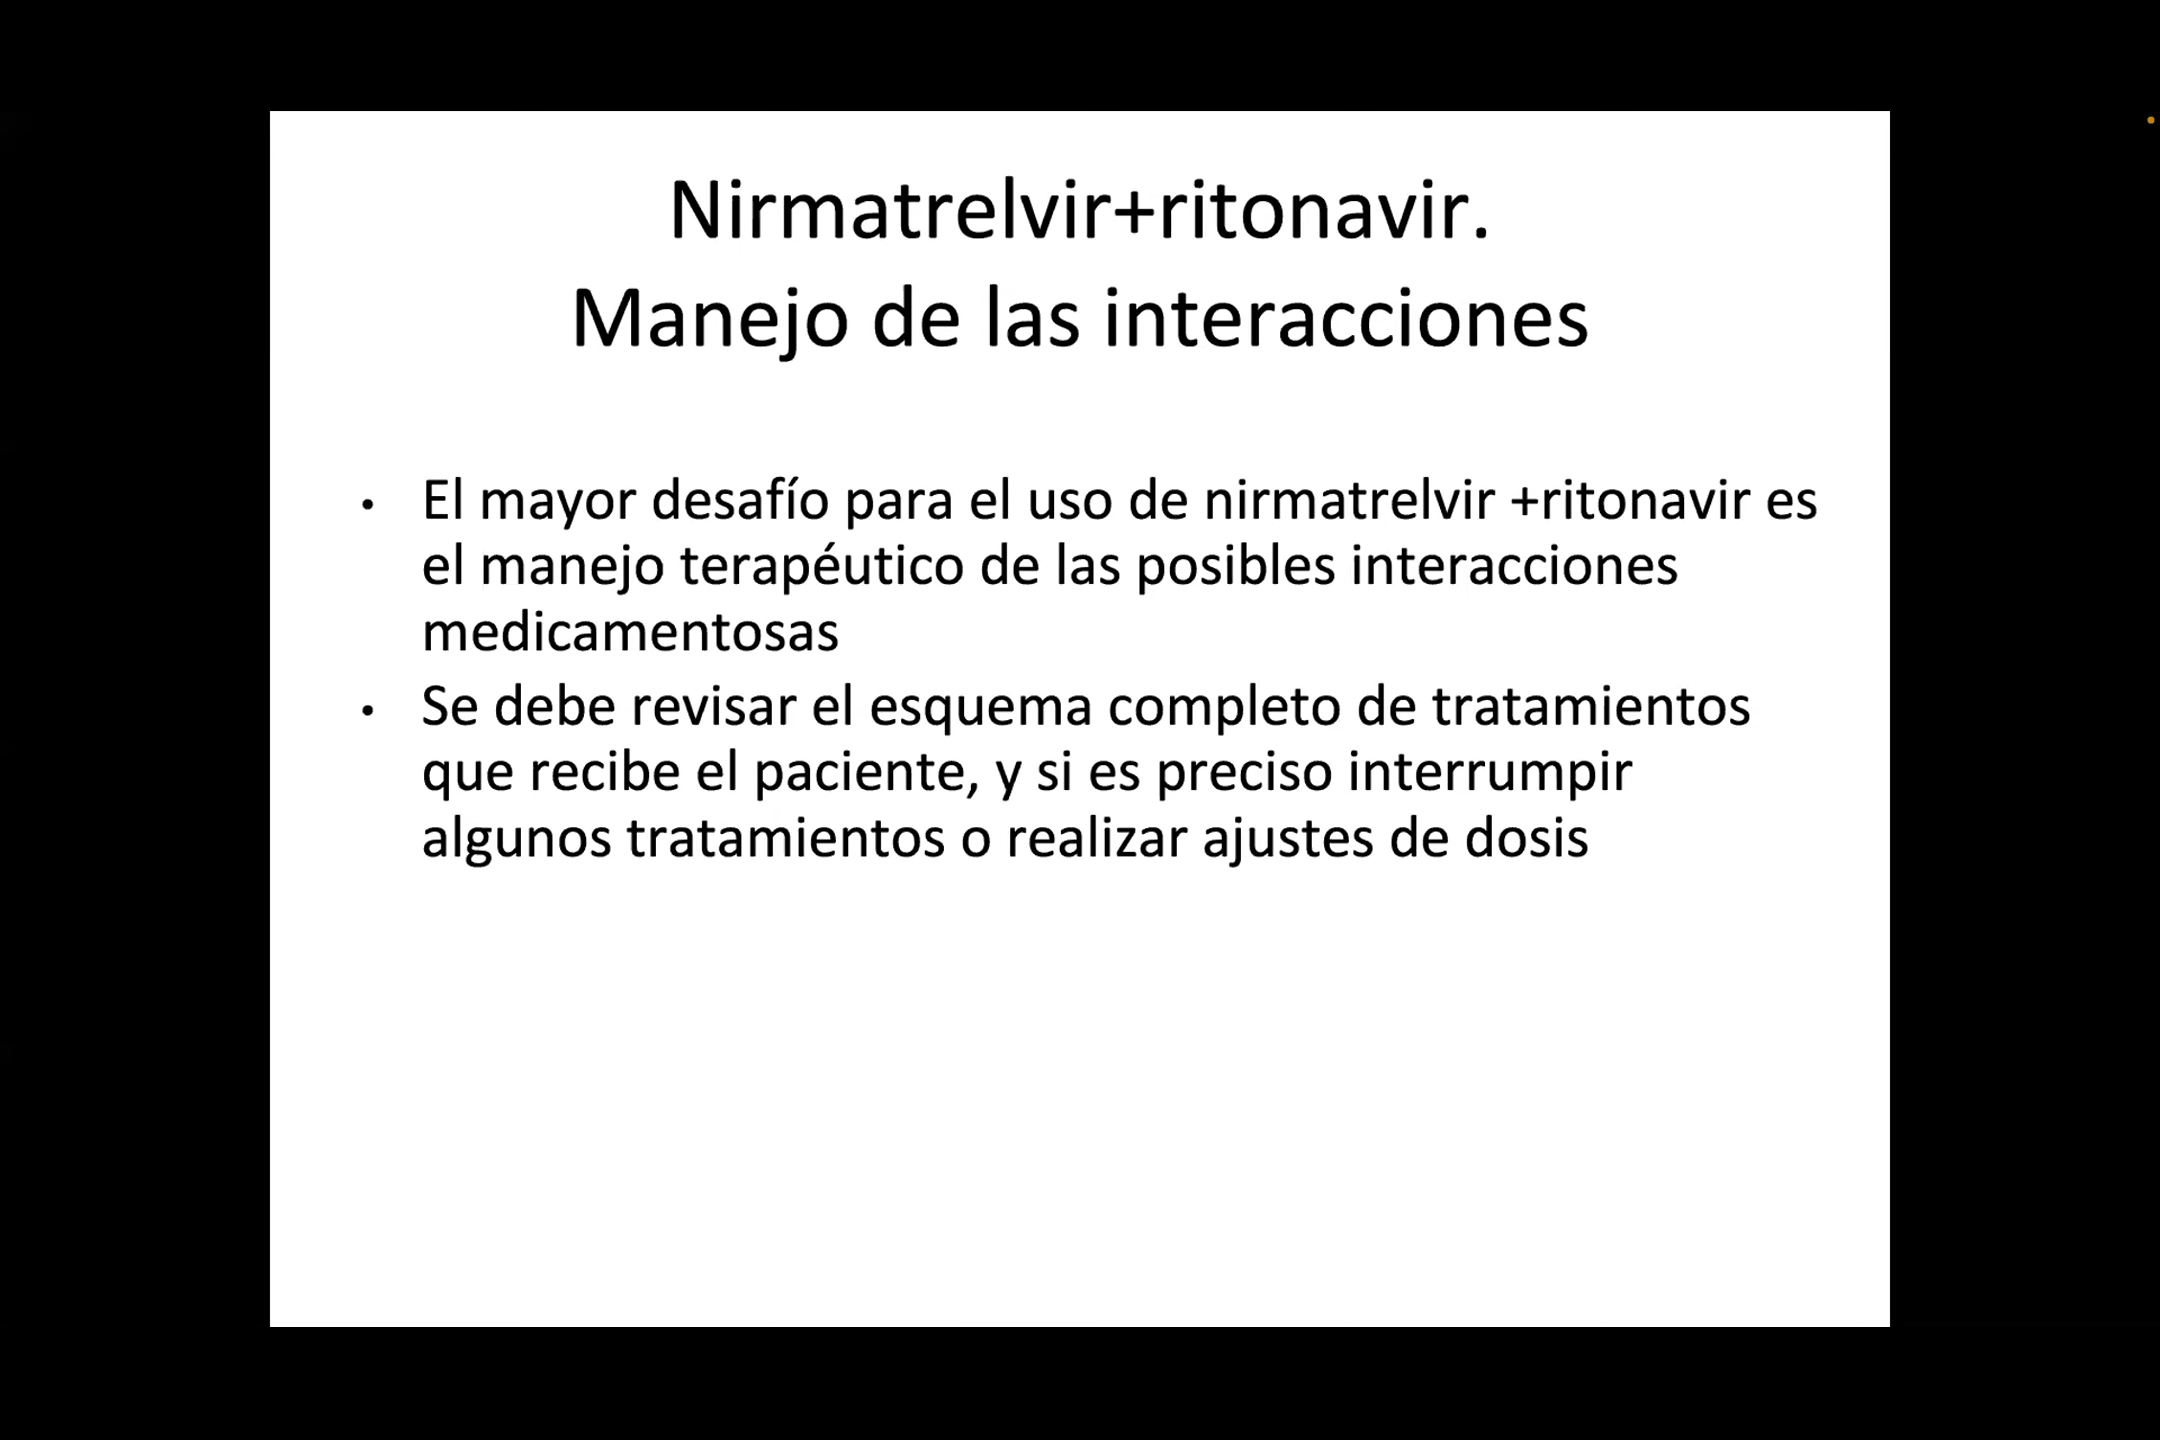 Nirmatrelvir+ritonavir.
Manejo de las interacciones
• El mayor desafío para el uso de nirmatrelvir +ritonavir es
el manejo terapéutico de las posibles interacciones
medicamentosas
• Se debe revisar el esquema completo de tratamientos
que recibe el paciente, y si es preciso interrumpir
algunos tratamientos o realizar ajustes de dosis